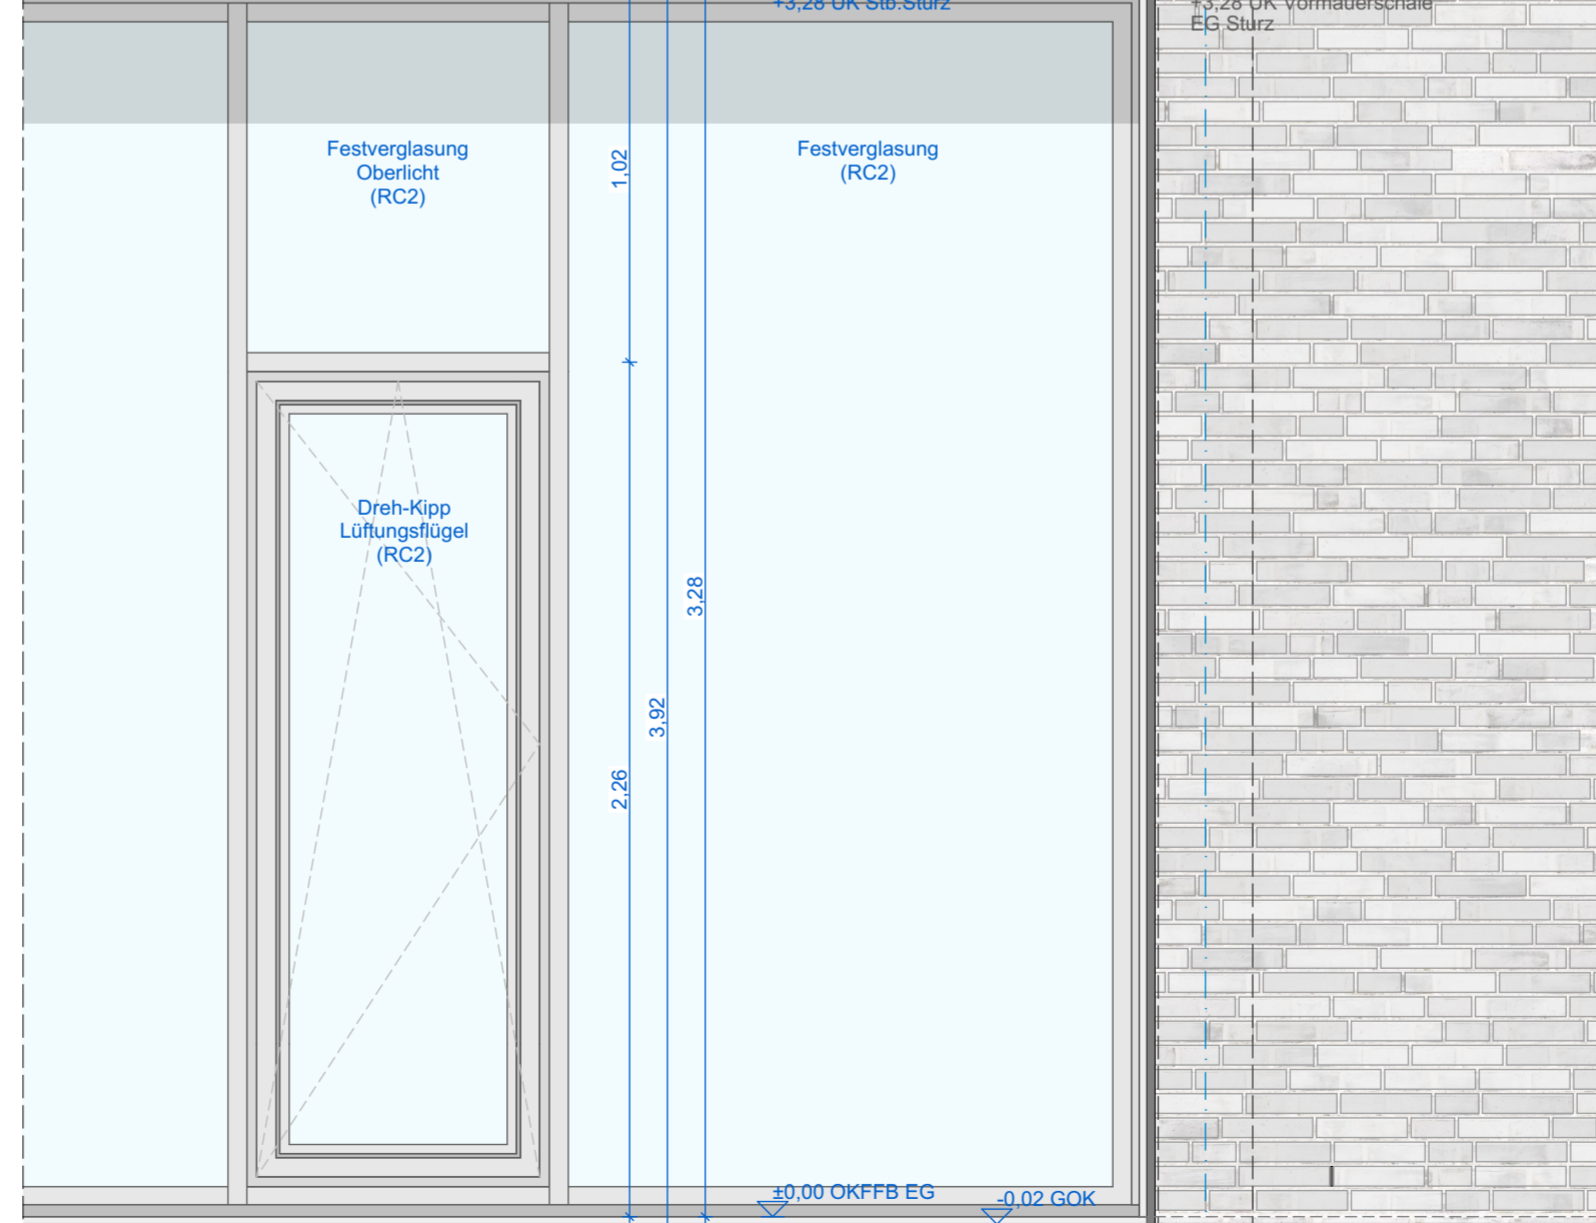 +3,28 UK Stb.Sturz
+3,28 UK Vormauerschale
EG Sturz
Festverglasung
Oberlicht
(RC2)
1,02
Festverglasung
(RC2)
Dreh-Kipp
Lüftungsflügel
(RC2)
3,28
3,92
2,26
±0,00 OKFFB EG
-0,02 GOK